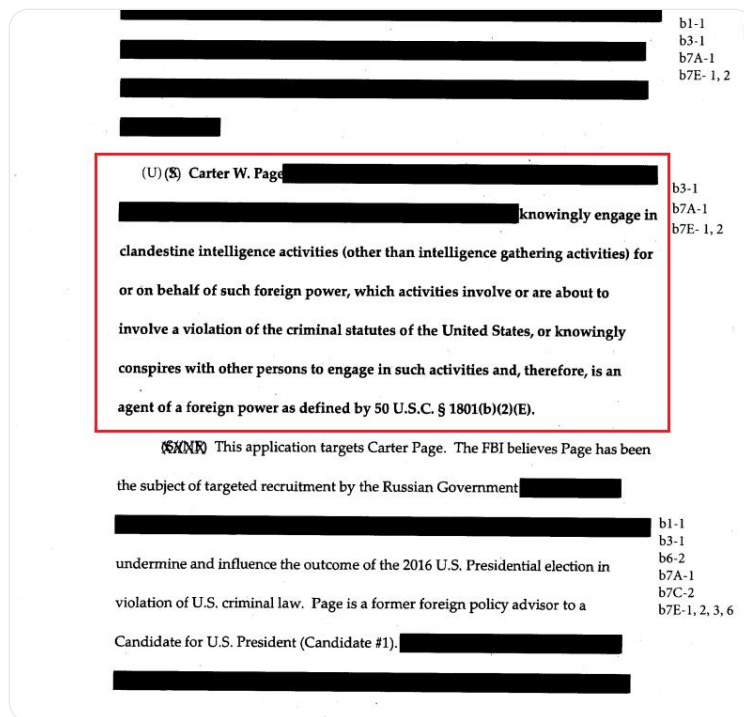 b1-1
b3-1
b7A-1
b7E- 1, 2
(U) (S) Carter W. Page
b3-1
knowingly engage in
b7A-1
b7E- 1, 2
clandestine intelligence activities (other than intelligence gathering activities) for
or on behalf of such foreign power, which activities involve or are about to
involve a violation of the criminal statutes of the United States, or knowingly
conspires with other persons to engage in such activities and, therefore, is an
agent of a foreign power as defined by 50 U.S.C. § 1801(b)(2)(E).
(S//NF) This application targets Carter Page. The FBI believes Page has been
the subject of targeted recruitment by the Russian Government
b1-1
b3-1
b6-2
b7A-1
b7C-2
b7E-1, 2, 3, 6
undermine and influence the outcome of the 2016 U.S. Presidential election in
violation of U.S. criminal law. Page is a former foreign policy advisor to a
Candidate for U.S. President (Candidate #1).